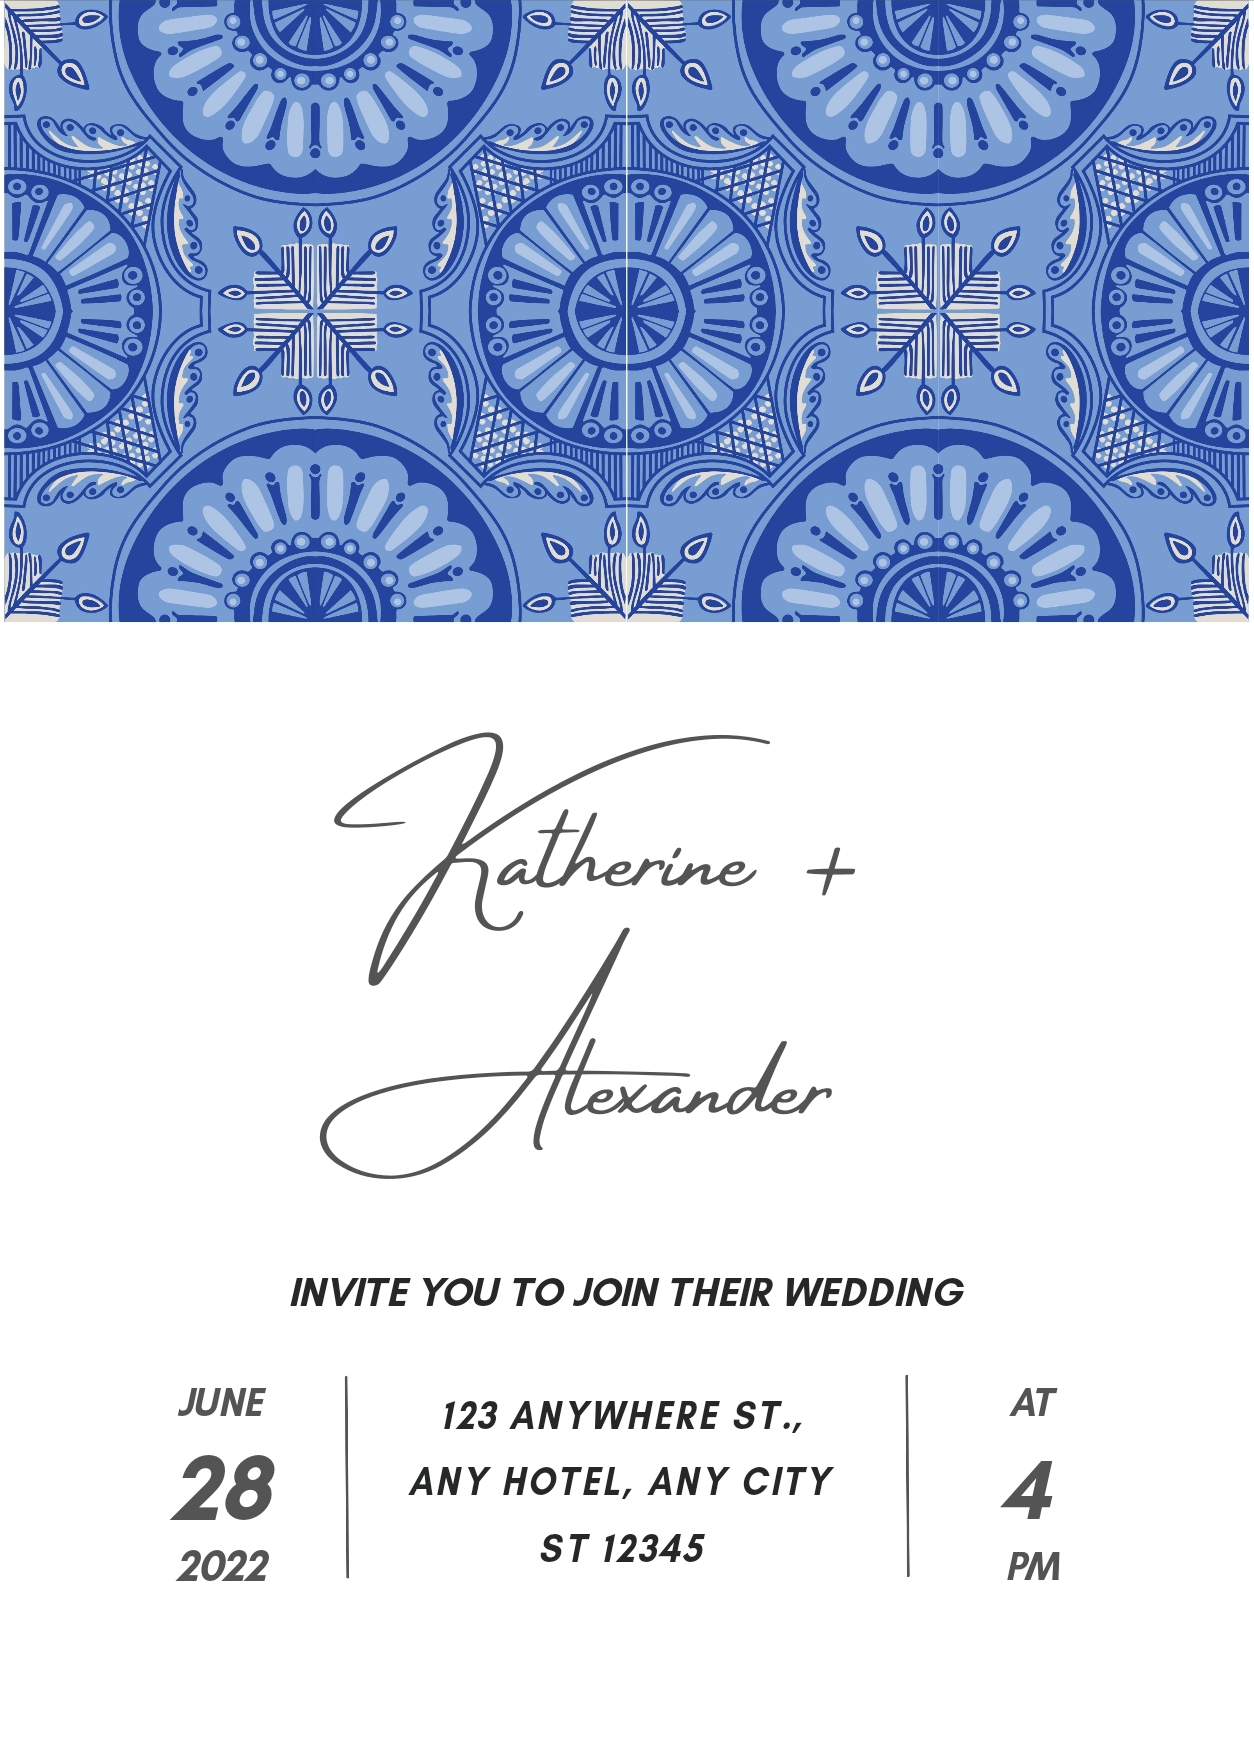 Katherine +
Alexander
INVITE YOU TO JOIN THEIR WEDDING
JUNE
28
2022
123 ANYWHERE ST.,
ANY HOTEL, ANY CITY
ST 12345
AT
4
PM